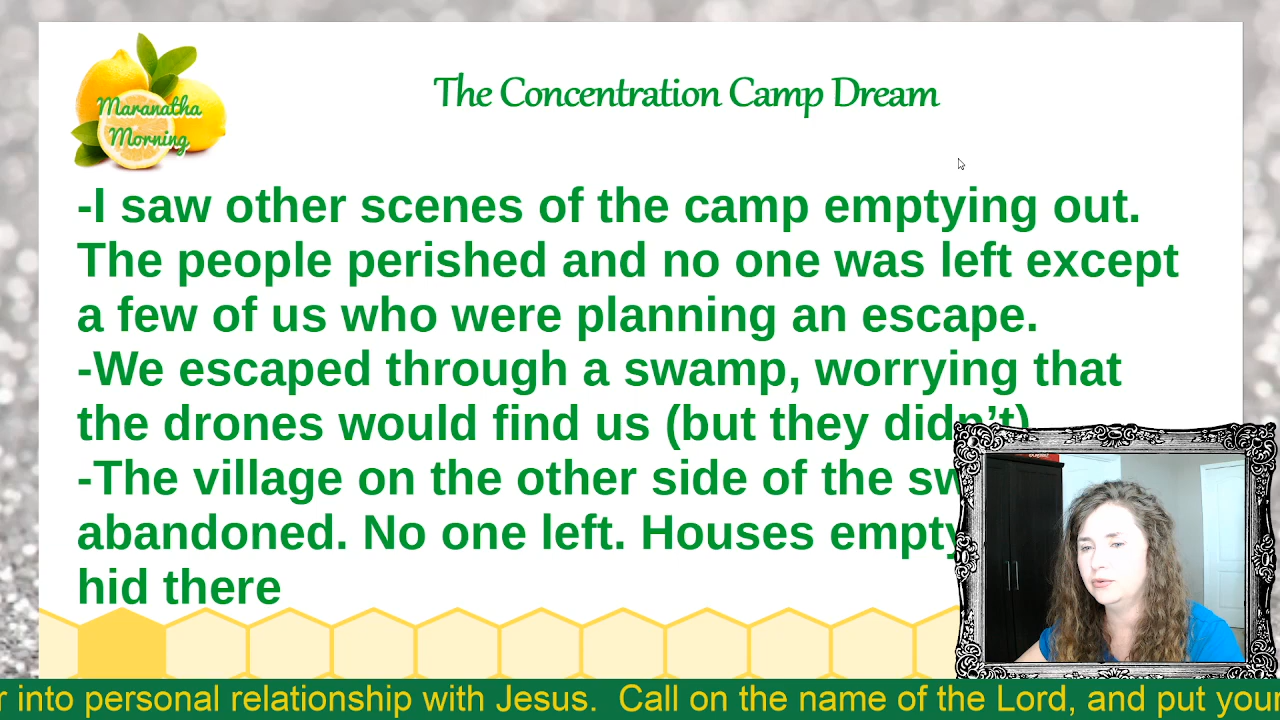 Maranatha
Morning
The Concentration Camp Dream
-I saw other scenes of the camp emptying out.
The people perished and no one was left except
a few of us who were planning an escape.
-We escaped through a swamp, worrying that
the drones would find us (but they didn’t)
-The village on the other side of the sw
abandoned. No one left. Houses empty
hid there
r into personal relationship with Jesus.  Call on the name of the Lord, and put your